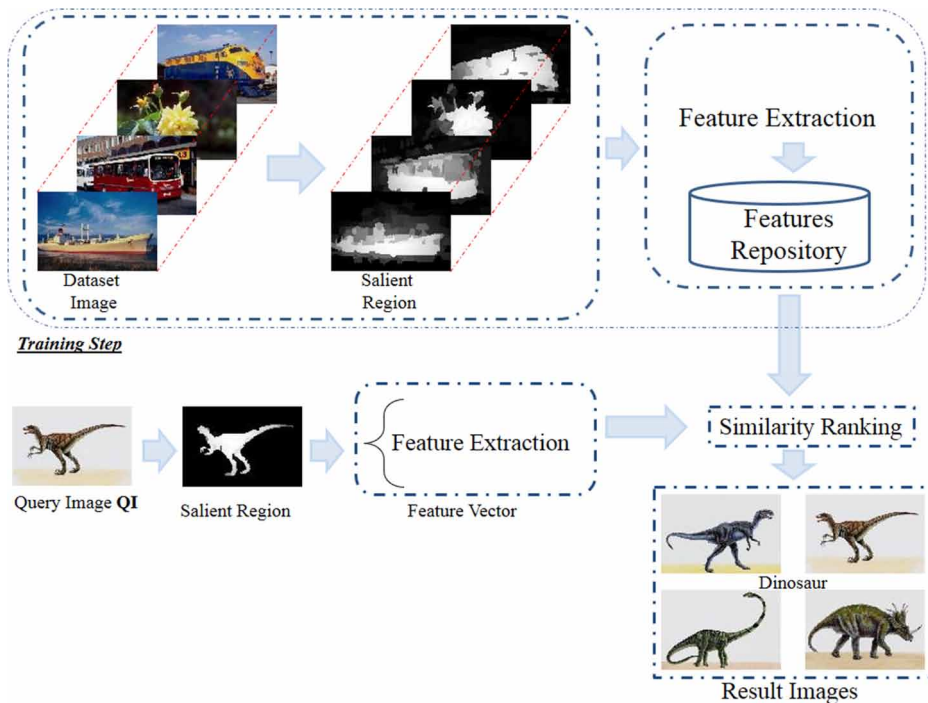 Feature Extraction
Features
Repository
Dataset
Image
Salient
Region
Training Step
Similarity Ranking
Feature Extraction
Query Image QI
Salient Region
Feature Vector
Dinosaur
Result Images